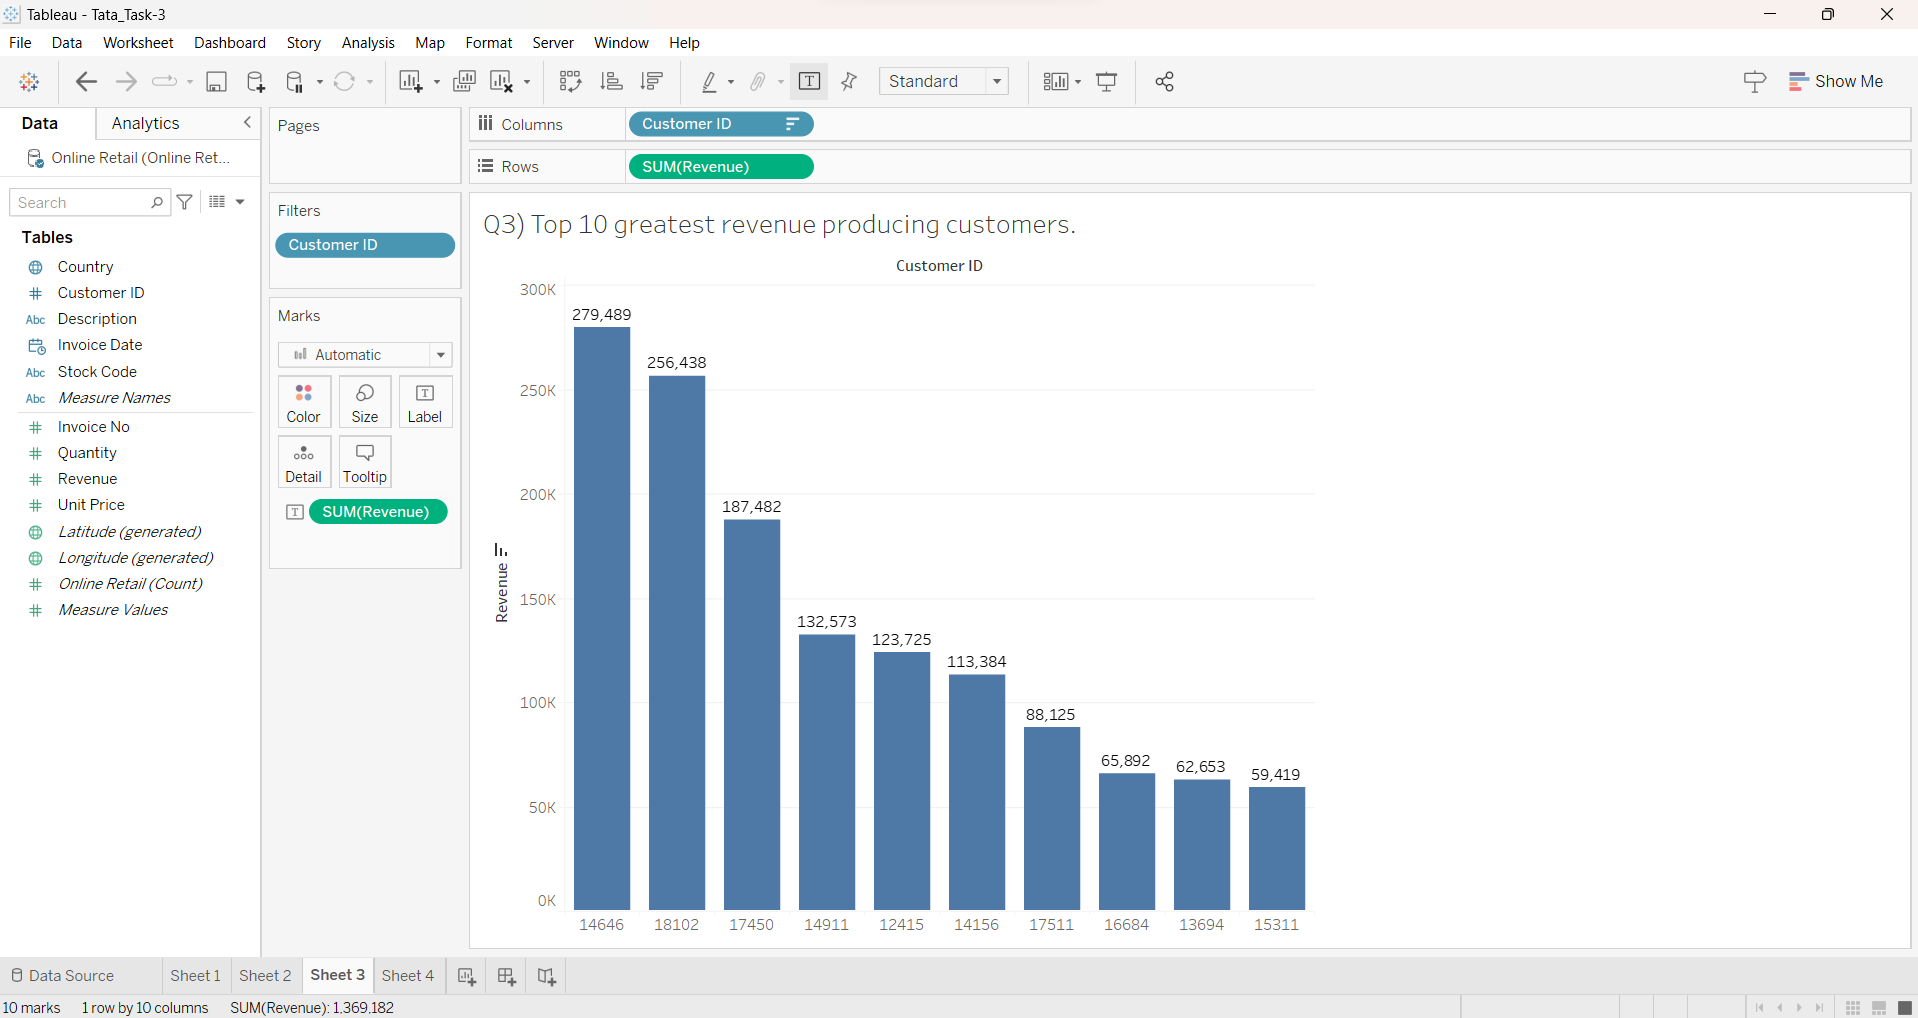 Tableau - Tata_Task-3
File Data Worksheet Dashboard Story Analysis Map Format Server Window Help
Standard
Show Me
Data Analytics
Online Retail (Online Ret...
Search
Tables
Country
Customer ID
Abc Description
Invoice Date
Abc Stock Code
Abc Measure Names
Invoice No
Quantity
Revenue
Unit Price
Latitude (generated)
Longitude (generated)
Online Retail (Count)
Measure Values
Pages
Filters
Customer ID
Marks
Automatic
Color Size Label
Detail Tooltip
SUM(Revenue)
Columns Customer ID
Rows SUM(Revenue)
Q3) Top 10 greatest revenue producing customers.
Customer ID
Revenue
300K
250K
200K
150K
100K
50K
0K
279,489
256,438
187,482
132,573
123,725
113,384
88,125
65,892
62,653
59,419
14646 18102 17450 14911 12415 14156 17511 16684 13694 15311
Data Source Sheet 1 Sheet 2 Sheet 3 Sheet 4
10 marks 1 row by 10 columns SUM(Revenue): 1,369,182